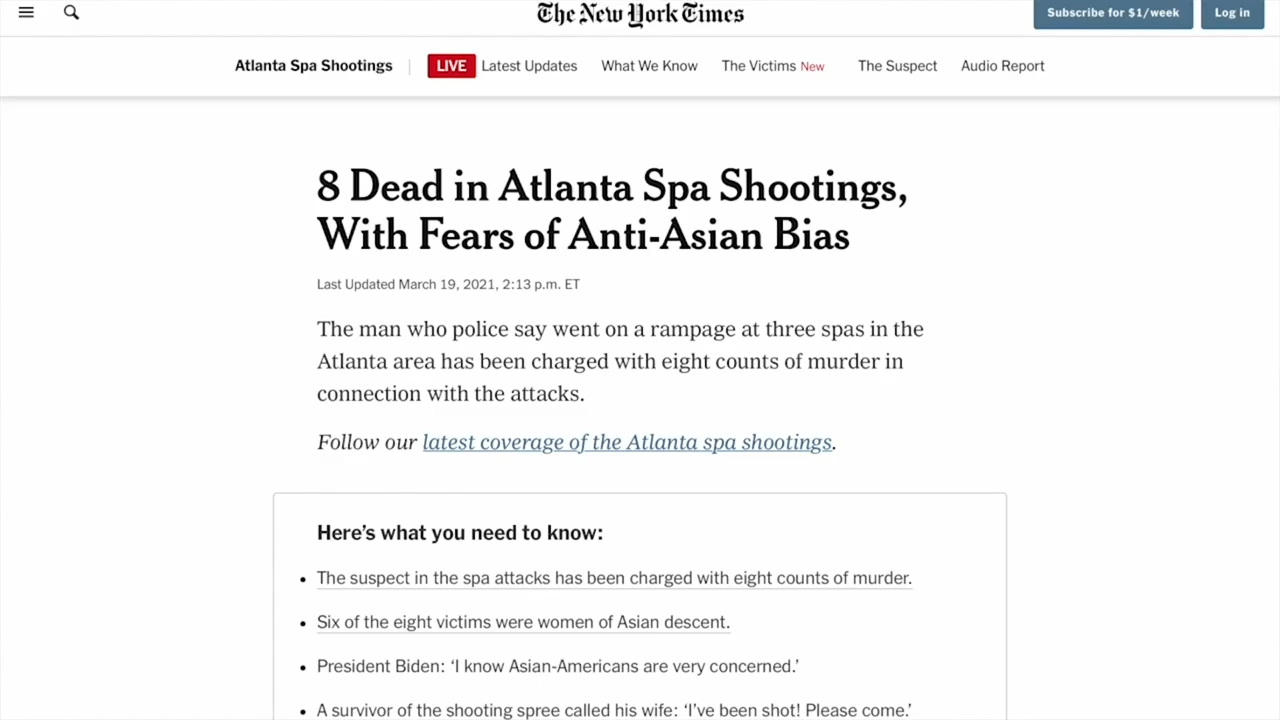 The New York Times
Subscribe for $1/week
Log in
Atlanta Spa Shootings
LIVE Latest Updates
What We Know
The Victims New
The Suspect
Audio Report
8 Dead in Atlanta Spa Shootings,
With Fears of Anti-Asian Bias
Last Updated March 19, 2021, 2:13 p.m. ET
The man who police say went on a rampage at three spas in the
Atlanta area has been charged with eight counts of murder in
connection with the attacks.
Follow our latest coverage of the Atlanta spa shootings.
Here’s what you need to know:
The suspect in the spa attacks has been charged with eight counts of murder.
Six of the eight victims were women of Asian descent.
President Biden: ‘I know Asian-Americans are very concerned.’
A survivor of the shooting spree called his wife: ‘I’ve been shot! Please come.’